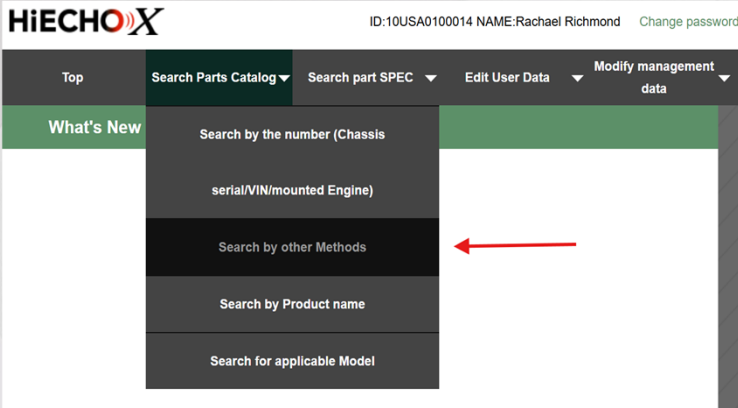 HiECHO X
ID:10USA0100014 NAME:Rachael Richmond Change password
Top
Search Parts Catalog
Search part SPEC
Edit User Data
Modify management
data
What's New
Search by the number (Chassis
serial/VIN/mounted Engine)
Search by other Methods
Search by Product name
Search for applicable Model